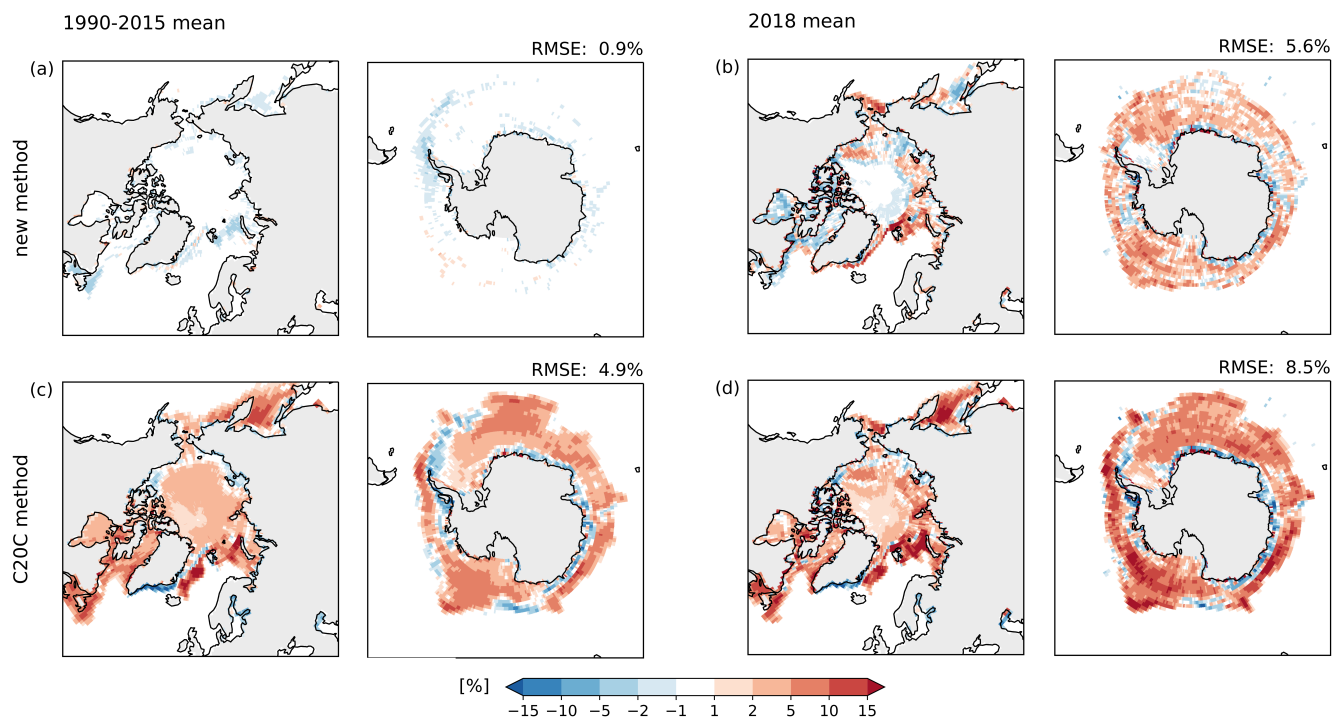 1990-2015 mean
2018 mean
(a)
RMSE: 0.9%
(b)
RMSE: 5.6%
new method
(c)
RMSE: 4.9%
(d)
RMSE: 8.5%
C20C method
[%]
−15 −10 −5 −2 −1 1 2 5 10 15